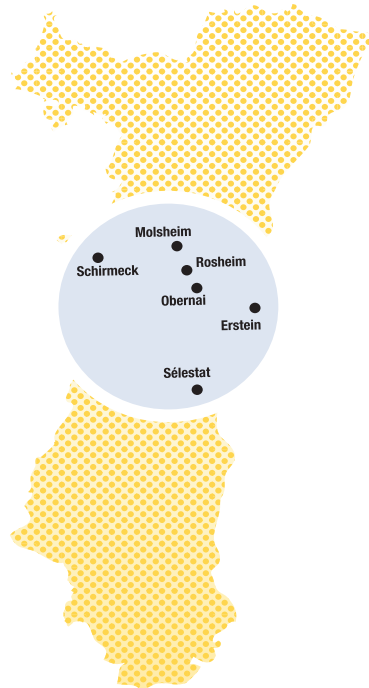 Molsheim
Rosheim
Schirmeck
Obernai
Erstein
Sélestat